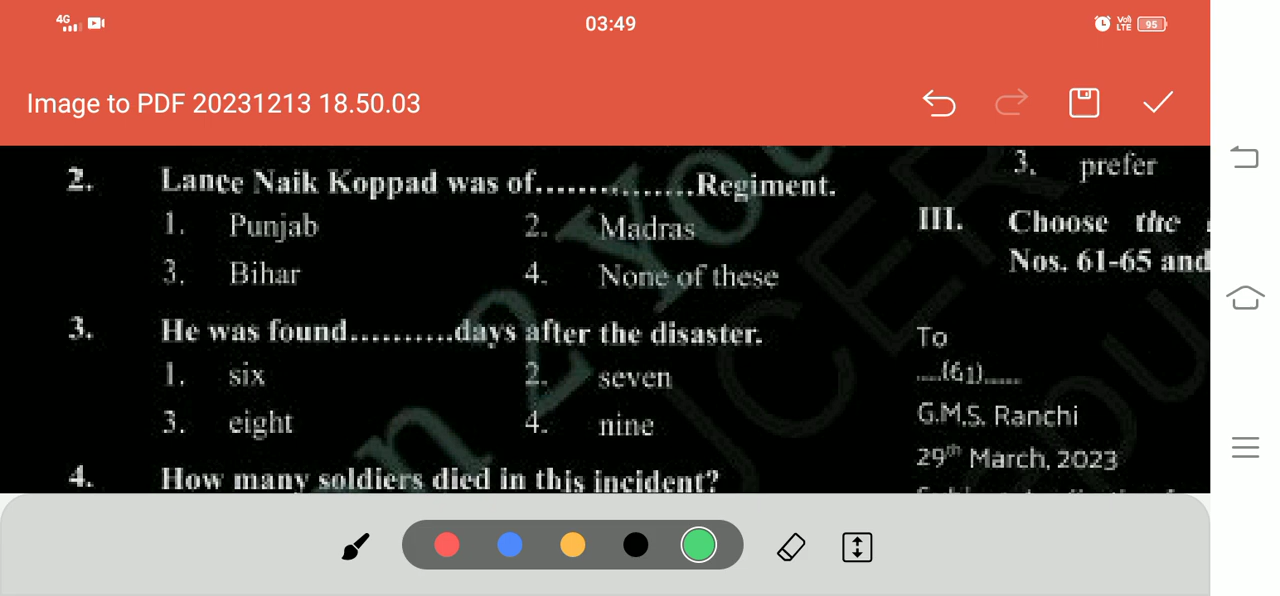 4G
03:49
Vo)) LTE
95
Image to PDF 20231213 18.50.03
2. Lance Naik Koppad was of...............Regiment.
1. Punjab 2. Madras
3. Bihar 4. None of these
3. He was found..........days after the disaster.
1. six 2. seven
3. eight 4. nine
4. How many soldiers died in this incident?
3. prefer
III. Choose the
Nos. 61-65 and
To
....(61)......
G.M.S. Ranchi
29th March, 2023